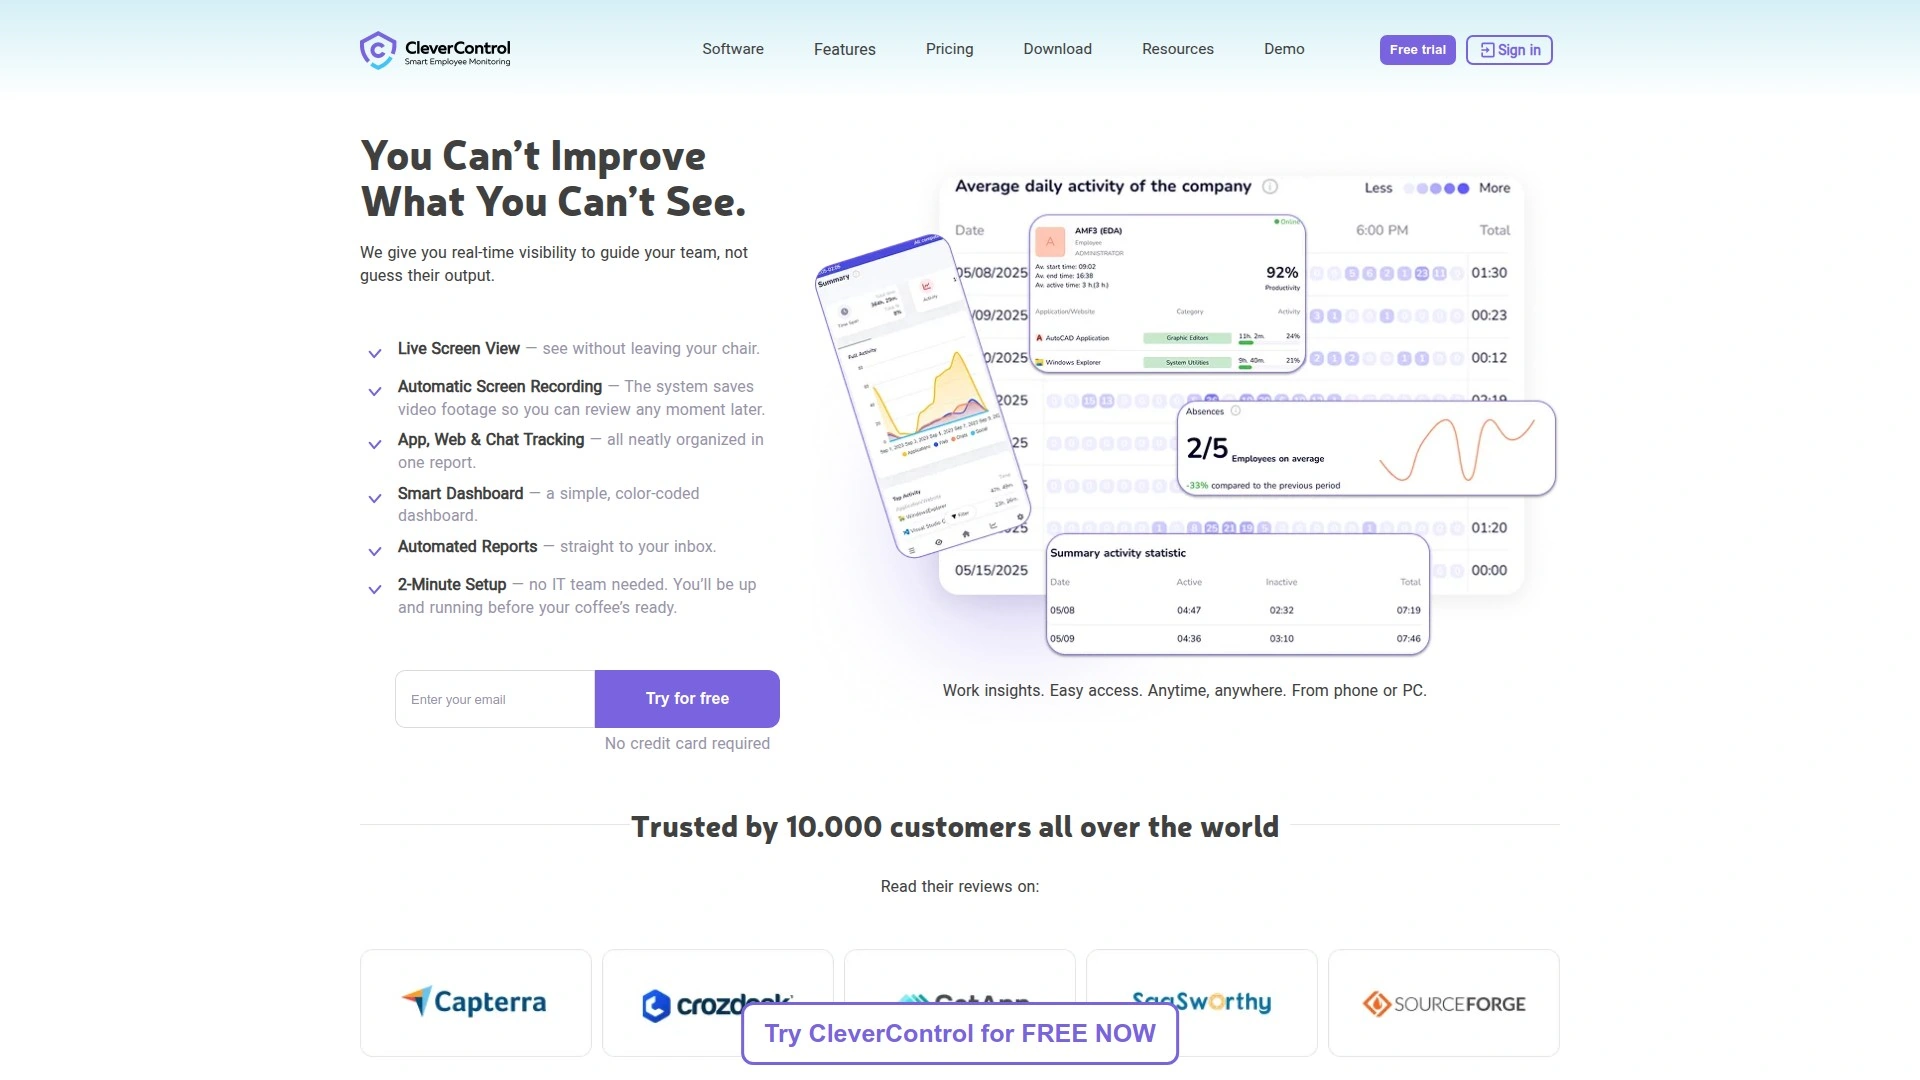 CleverControl
Smart Employee Monitoring
Software
Features
Pricing
Download
Resources
Demo
Free trial
Sign in
You Can’t Improve
What You Can’t See.
We give you real-time visibility to guide your team, not
guess their output.
Live Screen View — see without leaving your chair.
Automatic Screen Recording — The system saves
video footage so you can review any moment later.
App, Web & Chat Tracking — all neatly organized in
one report.
Smart Dashboard — a simple, color-coded
dashboard.
Automated Reports — straight to your inbox.
2-Minute Setup — no IT team needed. You’ll be up
and running before your coffee’s ready.
Enter your email
Try for free
No credit card required
Average daily activity of the company
Less
More
Date
6:00 PM
Total
05/08/2025
01:30
/09/2025
00:23
0/2025
00:12
2025
02:19
25
01:20
05/15/2025
00:00
Online
A
AMF3 (EDA)
Employee
ADMINISTRATOR
Av. start time: 09:02
Av. end time: 16:38
Av. active time: 3 h.(3 h.)
92%
Productivity
Application/Website
Category
Activity
AutoCAD Application
Graphic Editors
11h. 2m.
24%
Windows Explorer
System Utilities
9h. 40m.
21%
Absences
2/5 Employees on average
-33% compared to the previous period
Summary activity statistic
Date Active Inactive Total
05/08 04:47 02:32 07:19
05/09 04:36 03:10 07:46
Summary
Activity
Full Activity
Top Activity
Application/Website
Time
WindowsExplorer
Visual Studio C
Filter
Work insights. Easy access. Anytime, anywhere. From phone or PC.
Trusted by 10.000 customers all over the world
Read their reviews on:
Capterra
crozdesk
GetApp
SaaSworthy
SOURCEFORGE
Try CleverControl for FREE NOW